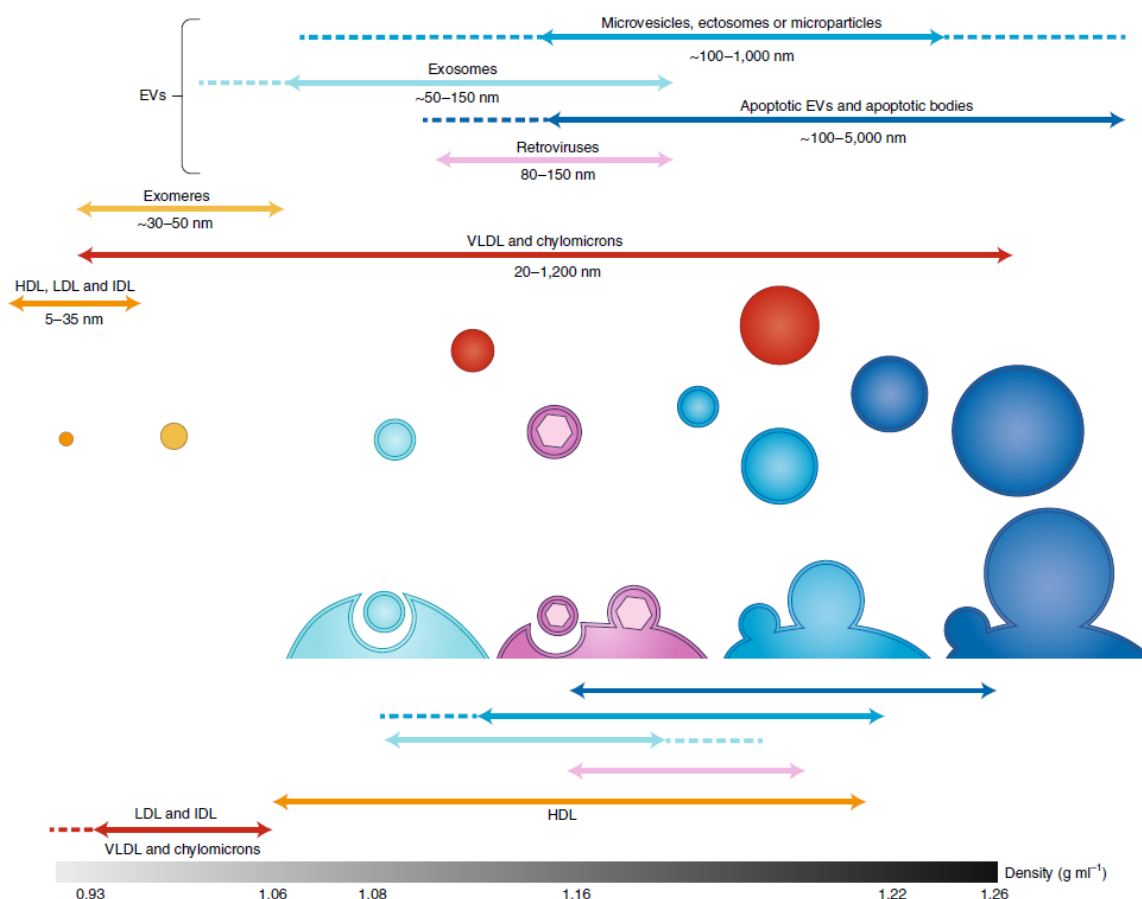 Microvesicles, ectosomes or microparticles
~100–1,000 nm
Exosomes
~50–150 nm
EVs
Apoptotic EVs and apoptotic bodies
~100–5,000 nm
Retroviruses
80–150 nm
Exomeres
~30–50 nm
VLDL and chylomicrons
20–1,200 nm
HDL, LDL and IDL
5–35 nm
LDL and IDL
HDL
VLDL and chylomicrons
Density (g ml⁻¹)
0.93 1.06 1.08 1.16 1.22 1.26